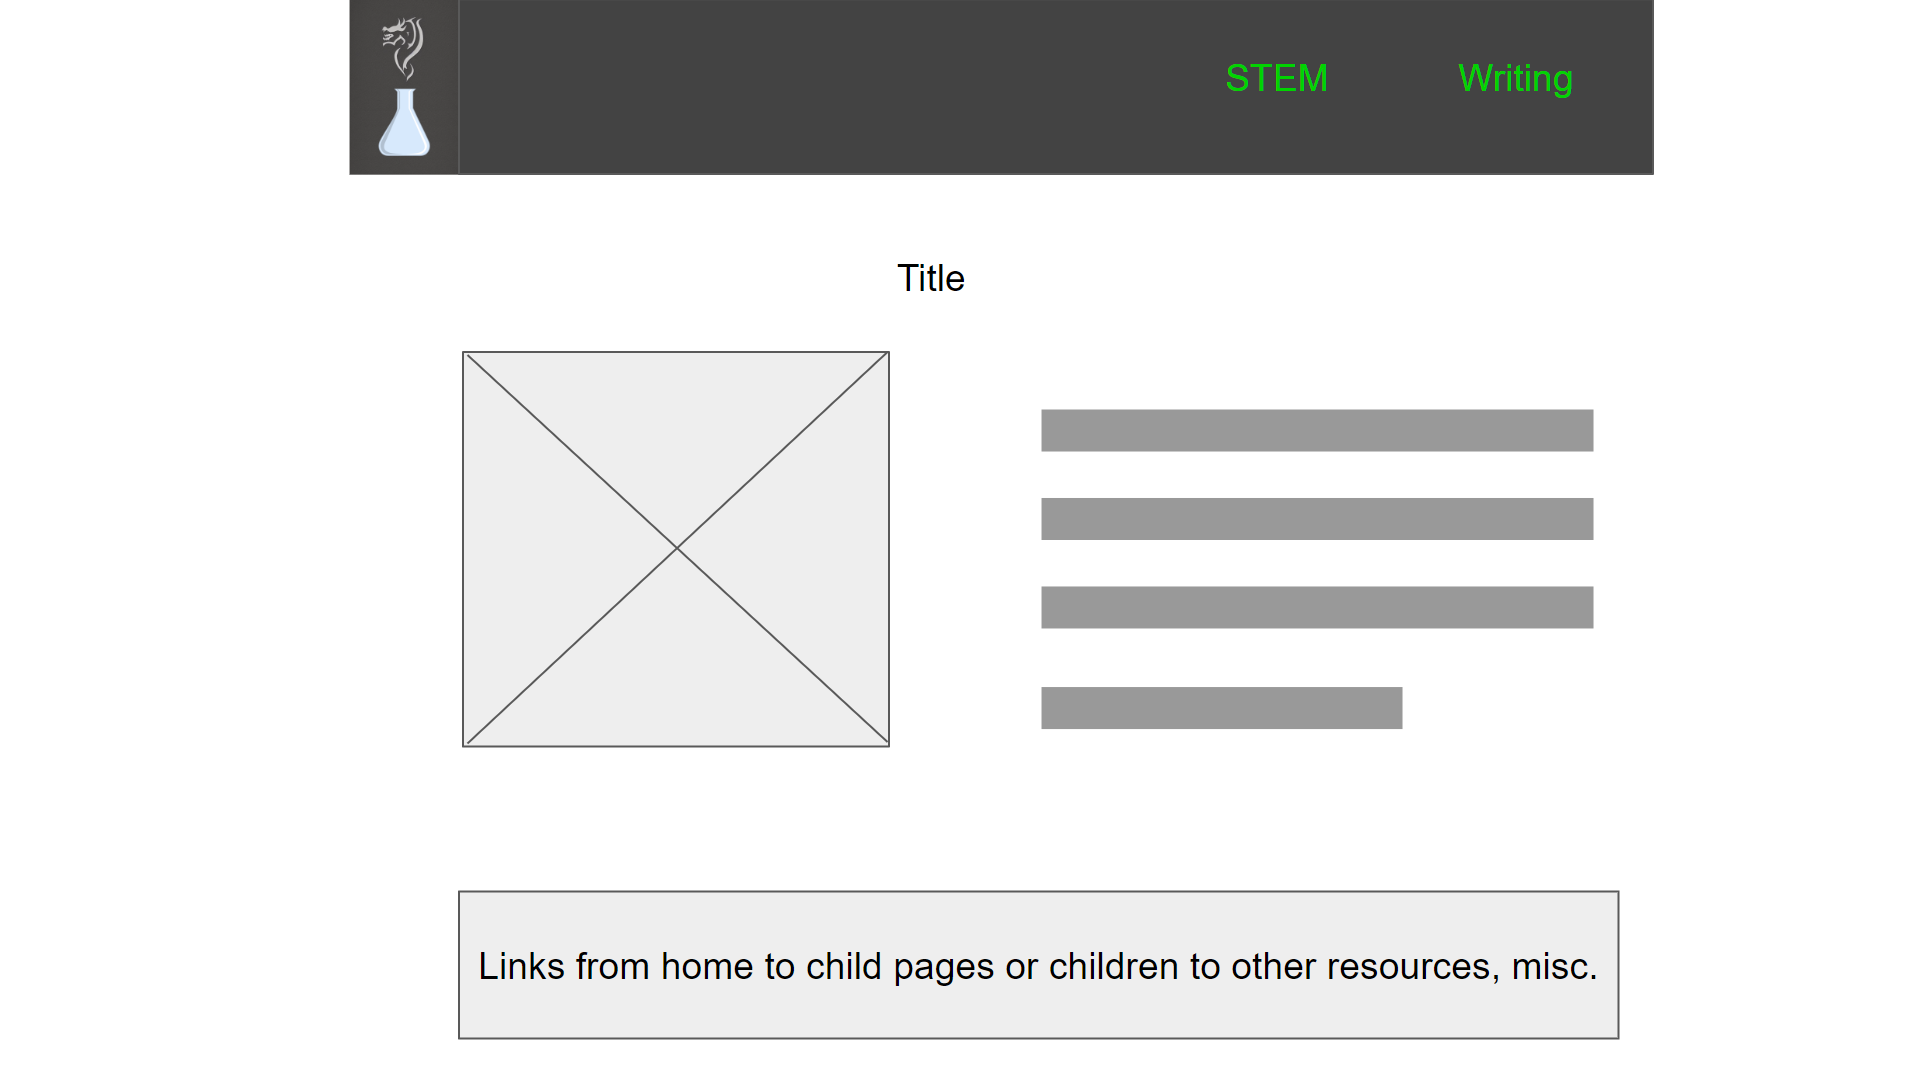 STEM Writing
Title
Links from home to child pages or children to other resources, misc.